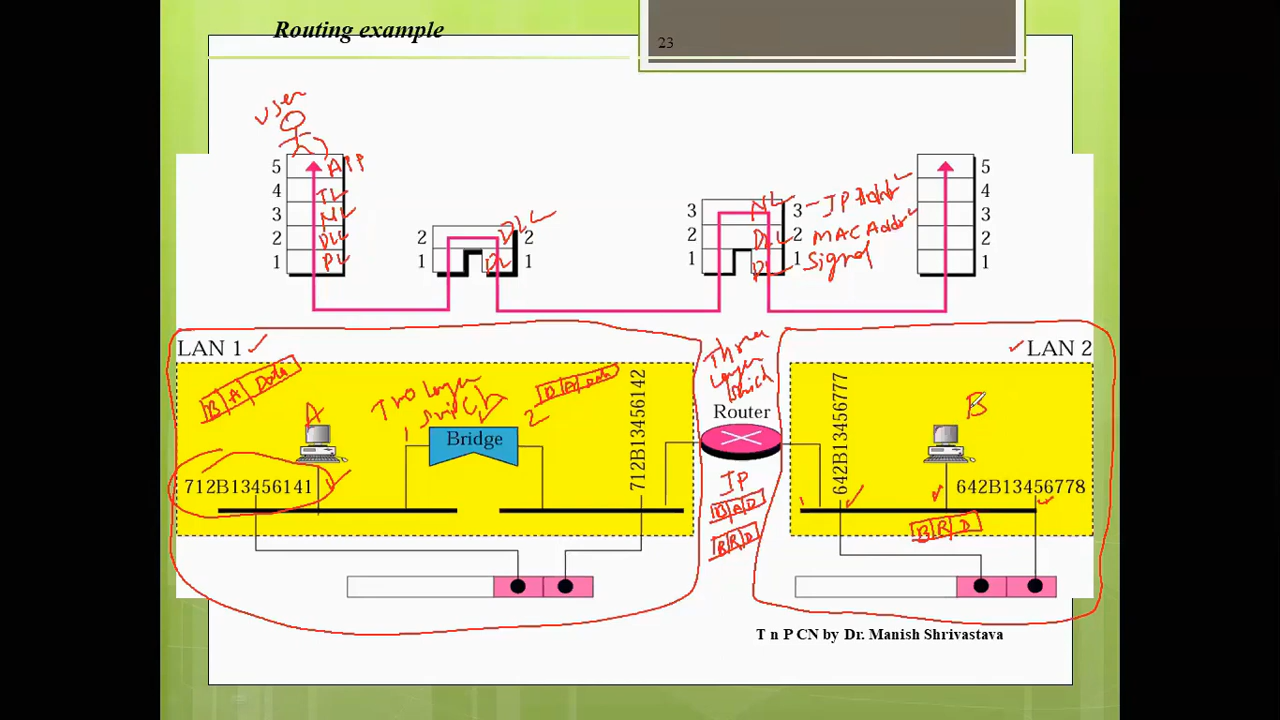 Routing example
23
User
5 APP
4 TL
3 NL
2 DLL
1 PL
2 DLL 2
1 1
3 NL 3 - IP Addr
2 DLL 2 MAC Addr
1 PL 1 Signal
5
4
3
2
1
LAN 1
LAN 2
B A Data
A
Two layer
Bridge
1
2
B A
712B13456141
712B13456142
Three
layer
Router
IP
B A D
B R D
642B13456777
B
642B13456778
B R D
T n P CN by Dr. Manish Shrivastava